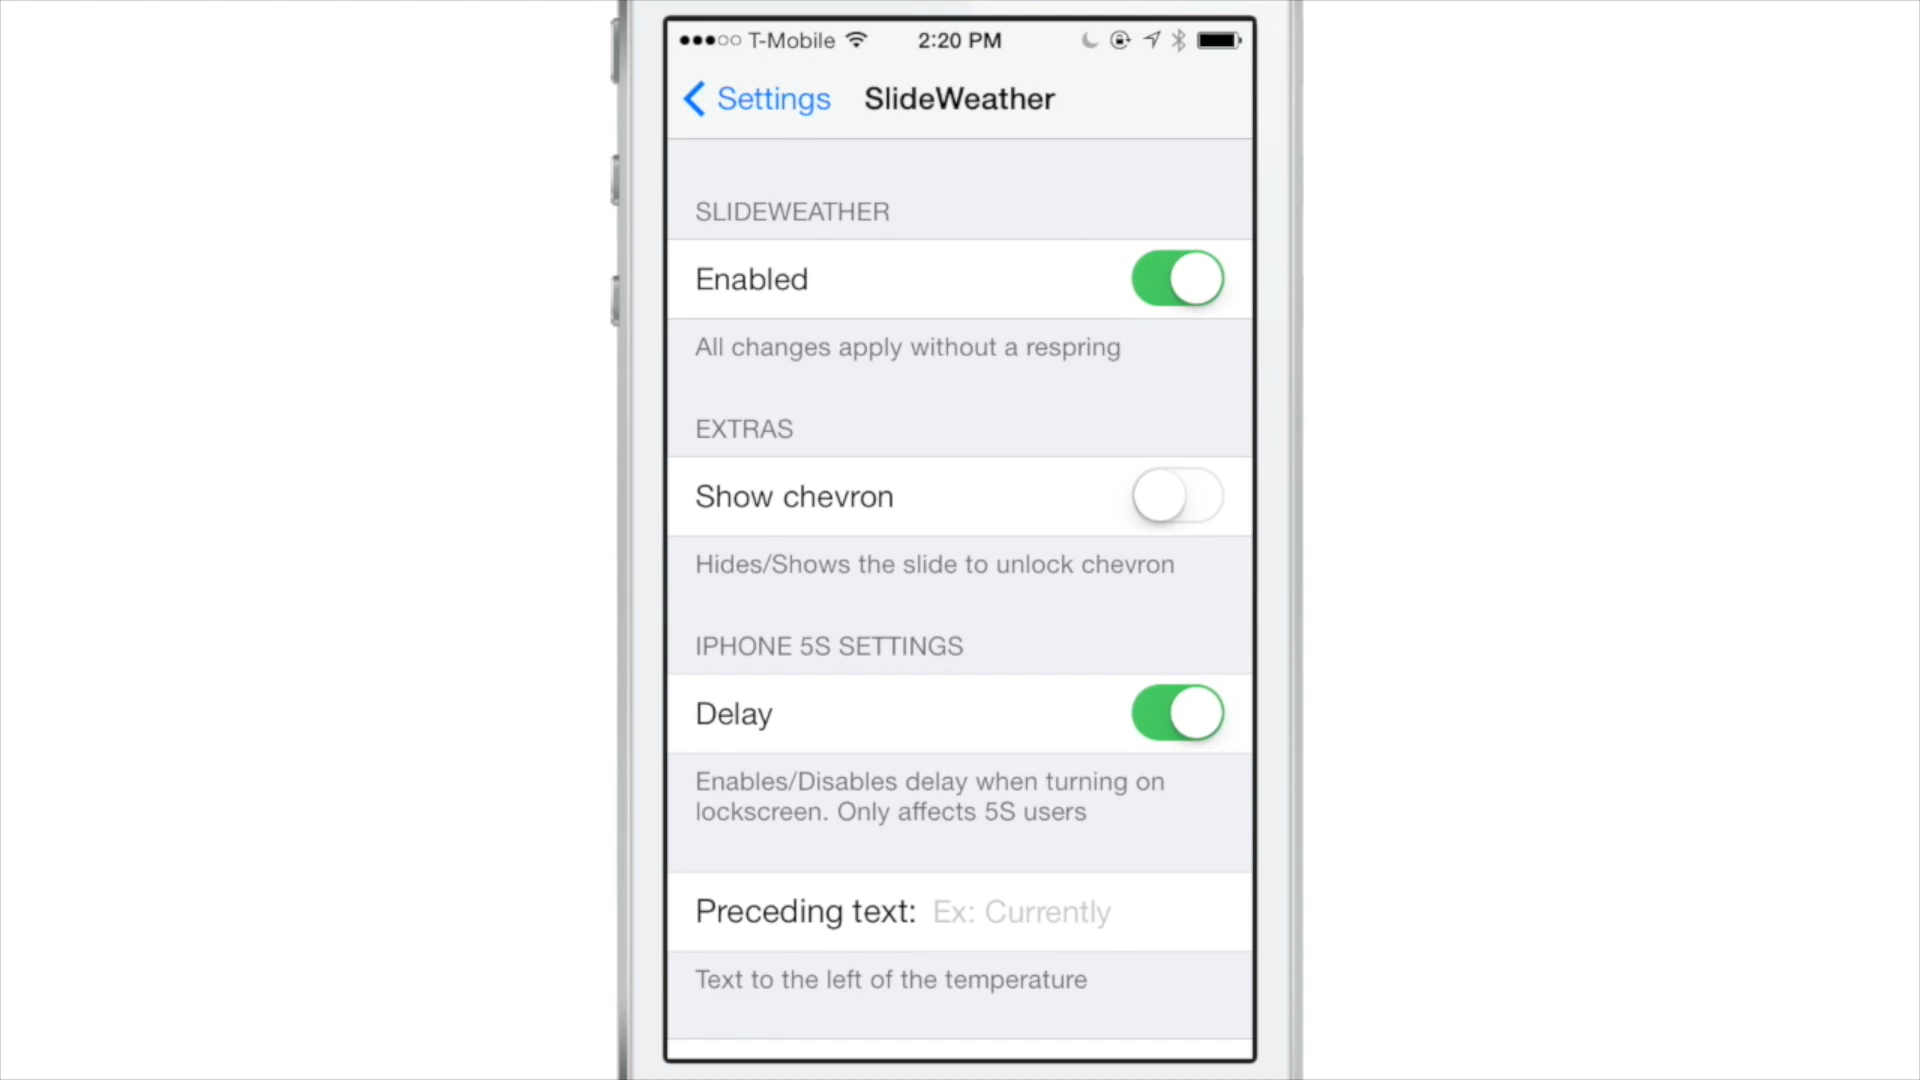 T-Mobile 2:20 PM
Settings SlideWeather
SLIDEWEATHER
Enabled
All changes apply without a respring
EXTRAS
Show chevron
Hides/Shows the slide to unlock chevron
IPHONE 5S SETTINGS
Delay
Enables/Disables delay when turning on
lockscreen. Only affects 5S users
Preceding text: Ex: Currently
Text to the left of the temperature